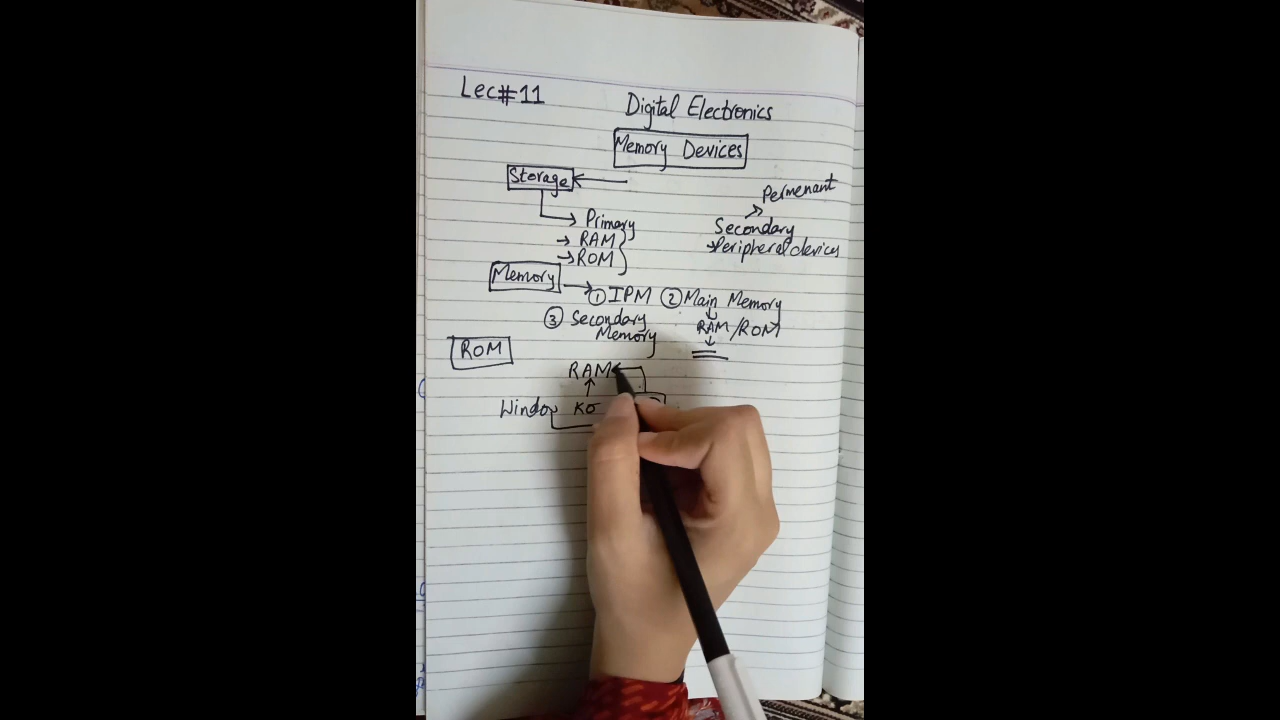 Lec#11
Digital Electronics
Memory Devices
Storage
Permenant
Primary
Secondary
→ RAM
→ Peripheral devices
→ ROM
Memory
① IPM ② Main Memory
③ Secondary
Memory
RAM/ROM
ROM
RAM
Window KO